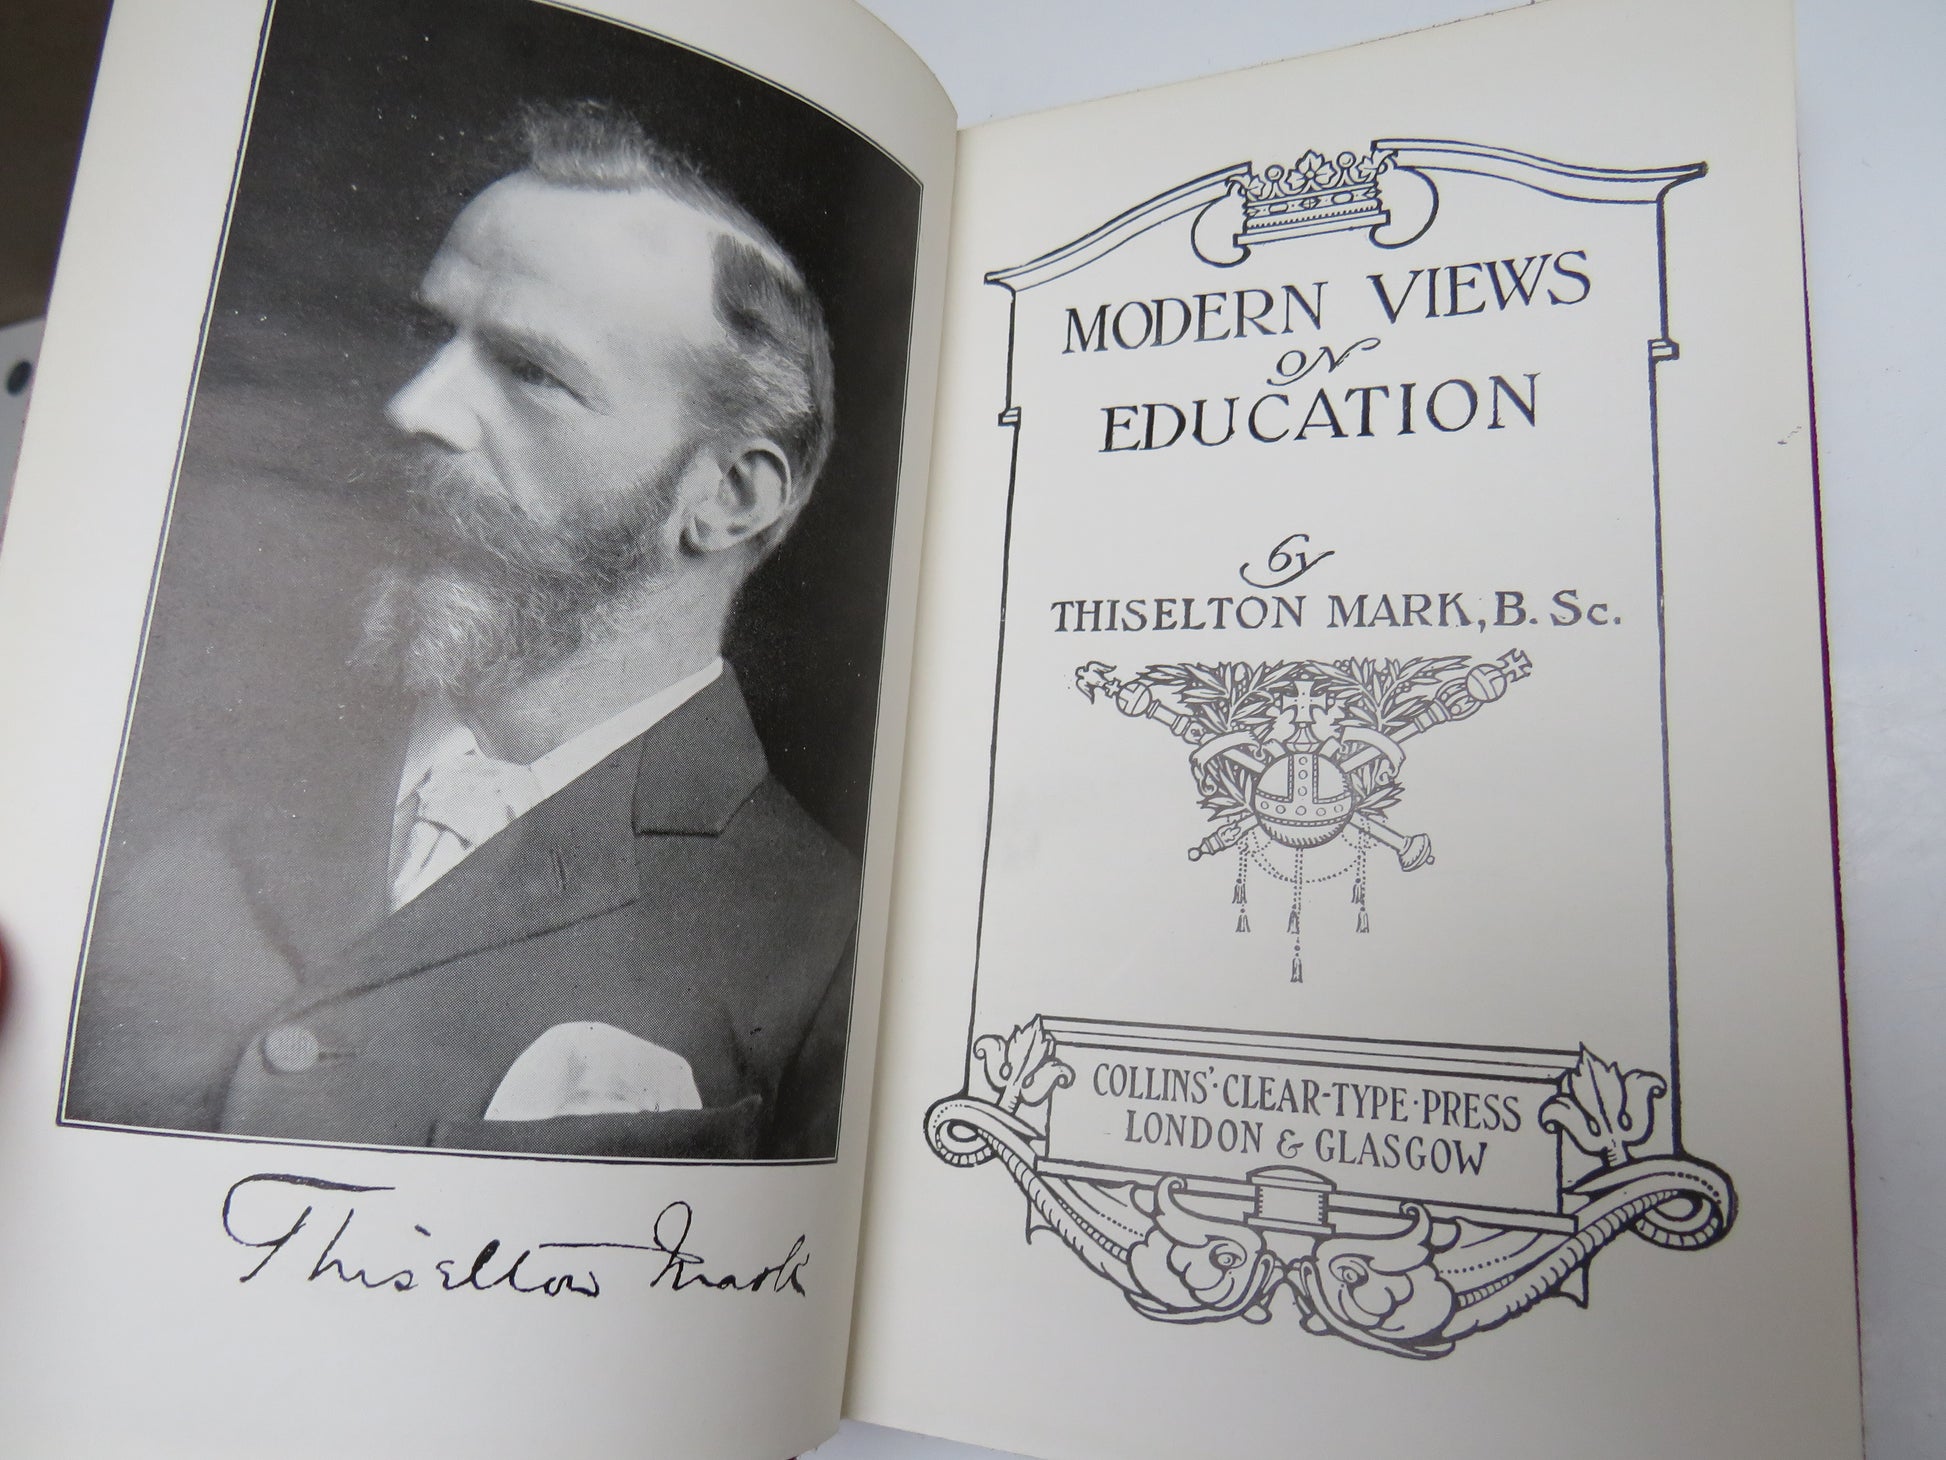 Thiselton Mark
MODERN VIEWS
ON
EDUCATION
by
THISELTON MARK, B. Sc.
COLLINS'·CLEAR-TYPE·PRESS
LONDON & GLASGOW